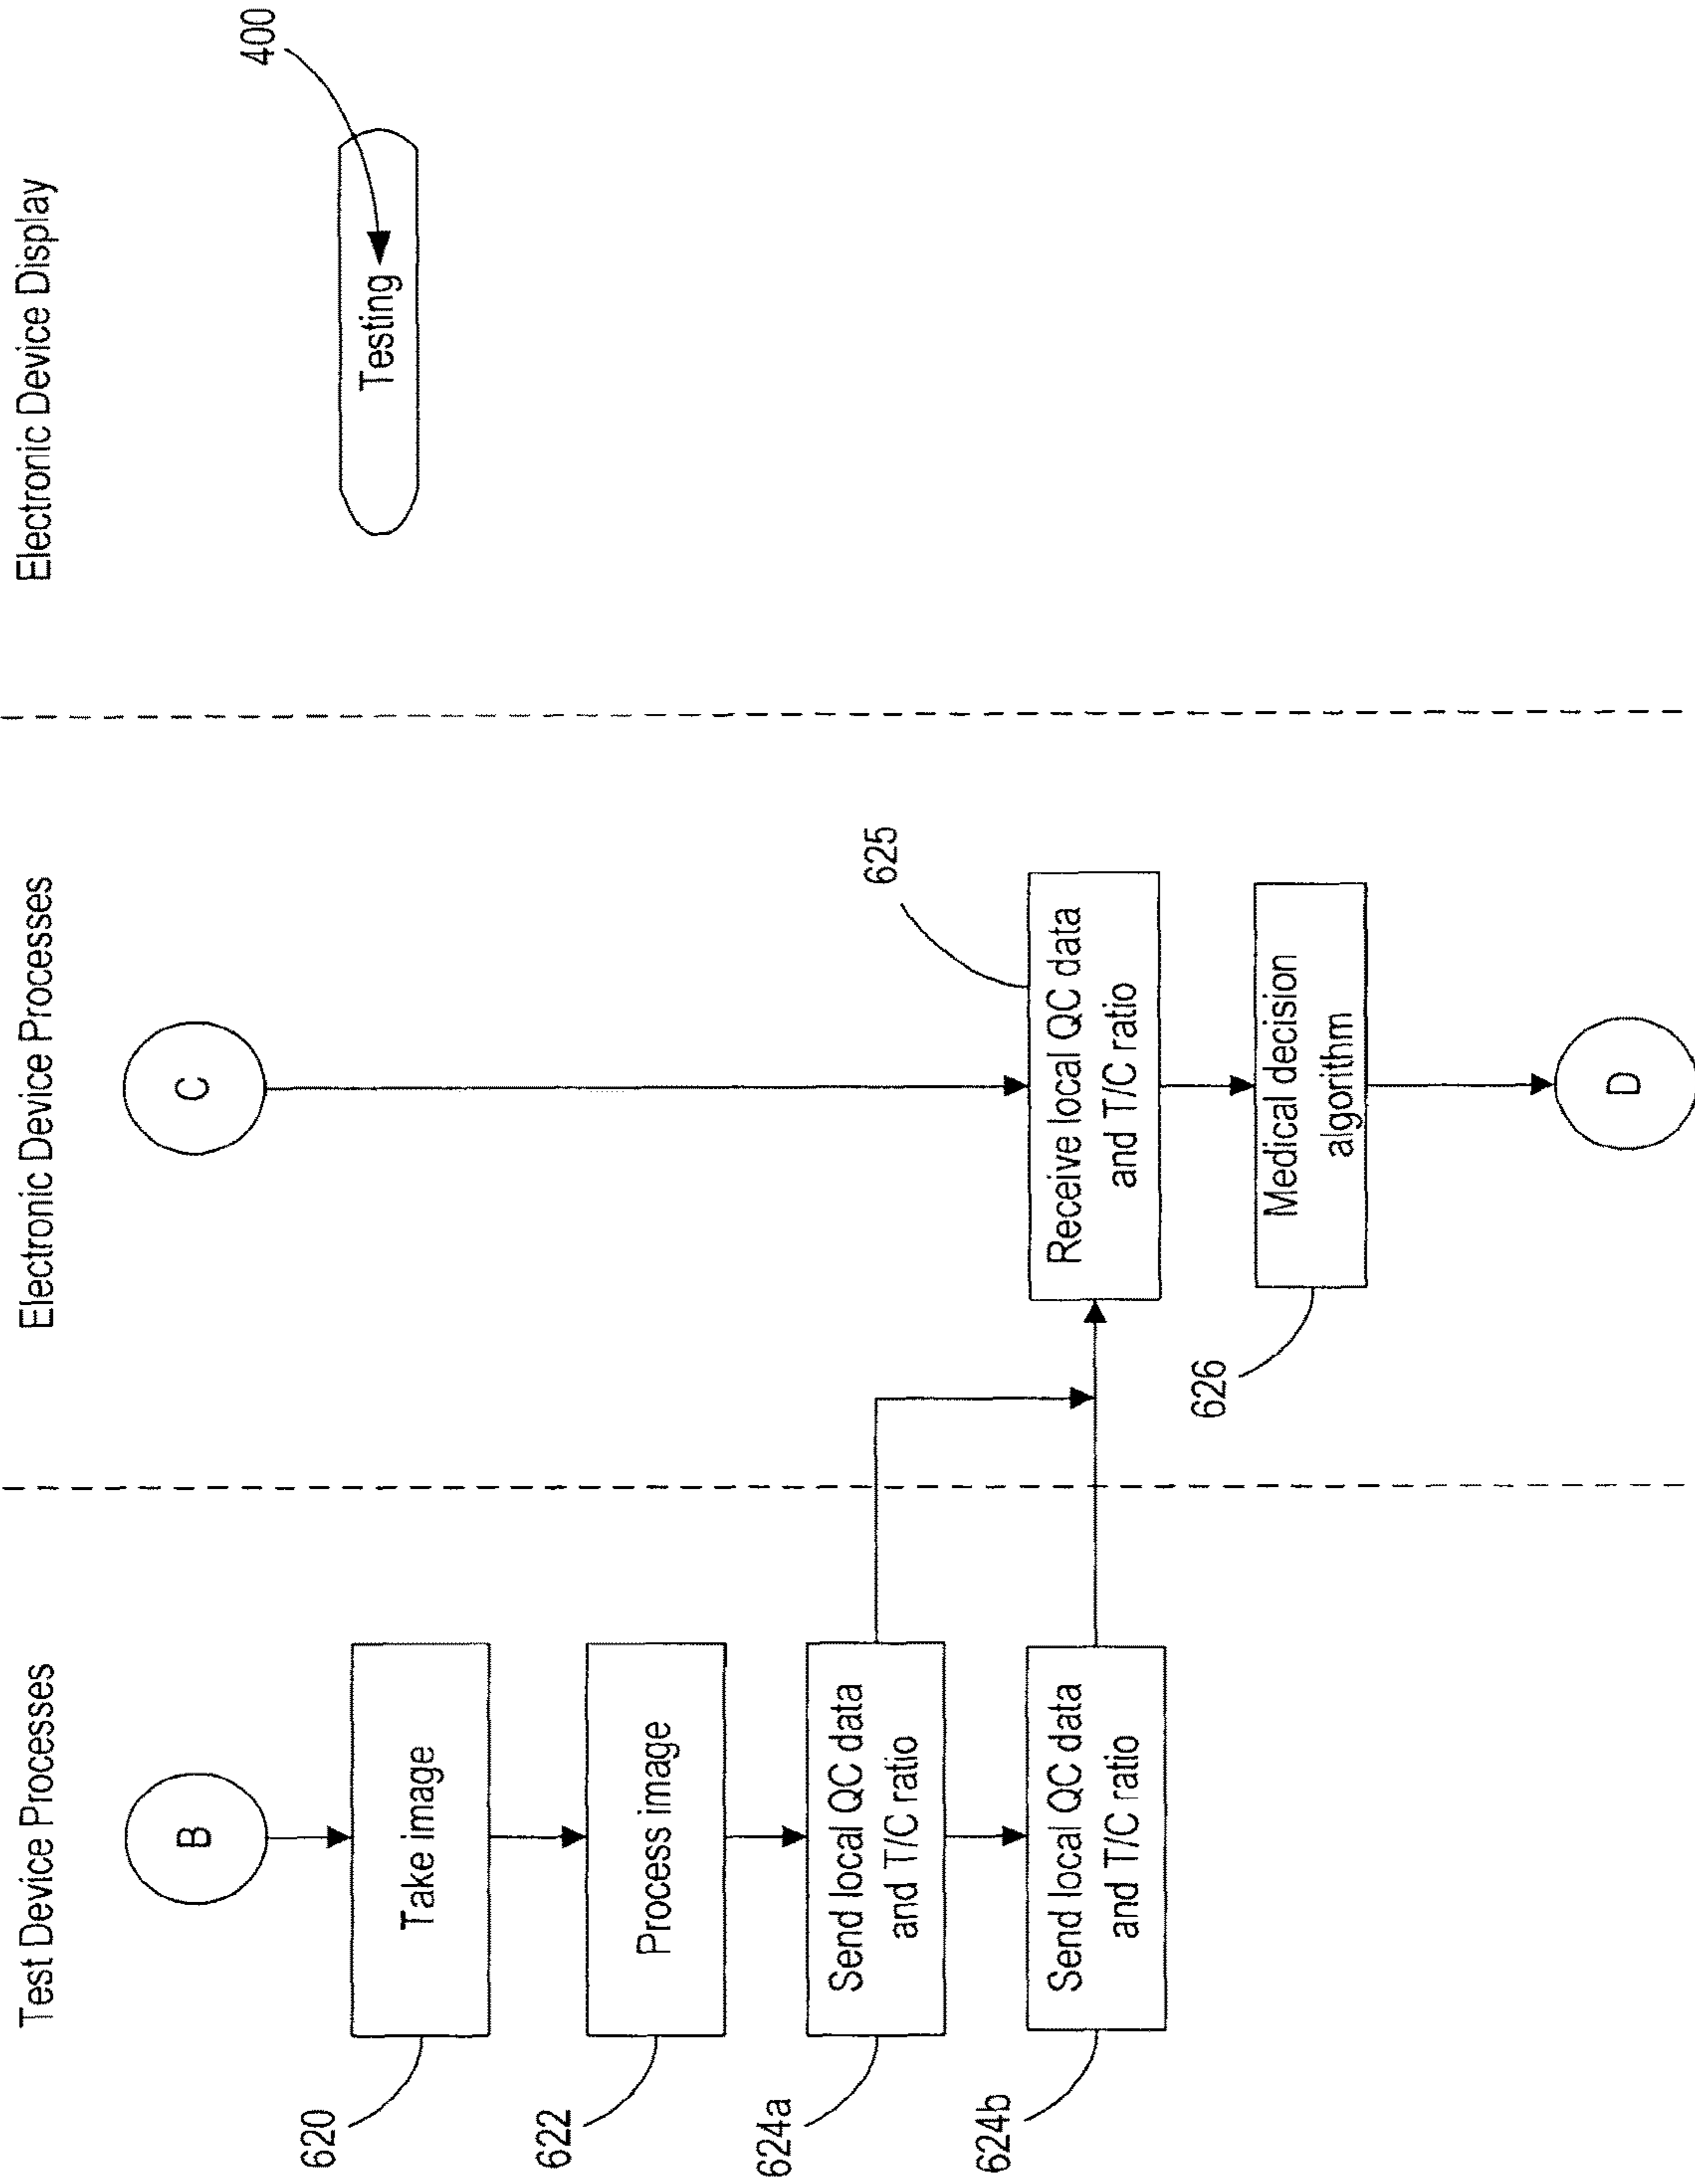 Test Device Processes
Electronic Device Processes
Electronic Device Display
B
620
Take image
622
Process image
624a
Send local QC data
and T/C ratio
624b
Send local QC data
and T/C ratio
C
625
Receive local QC data
and T/C ratio
626
Medical decision
algorithm
D
400
Testing